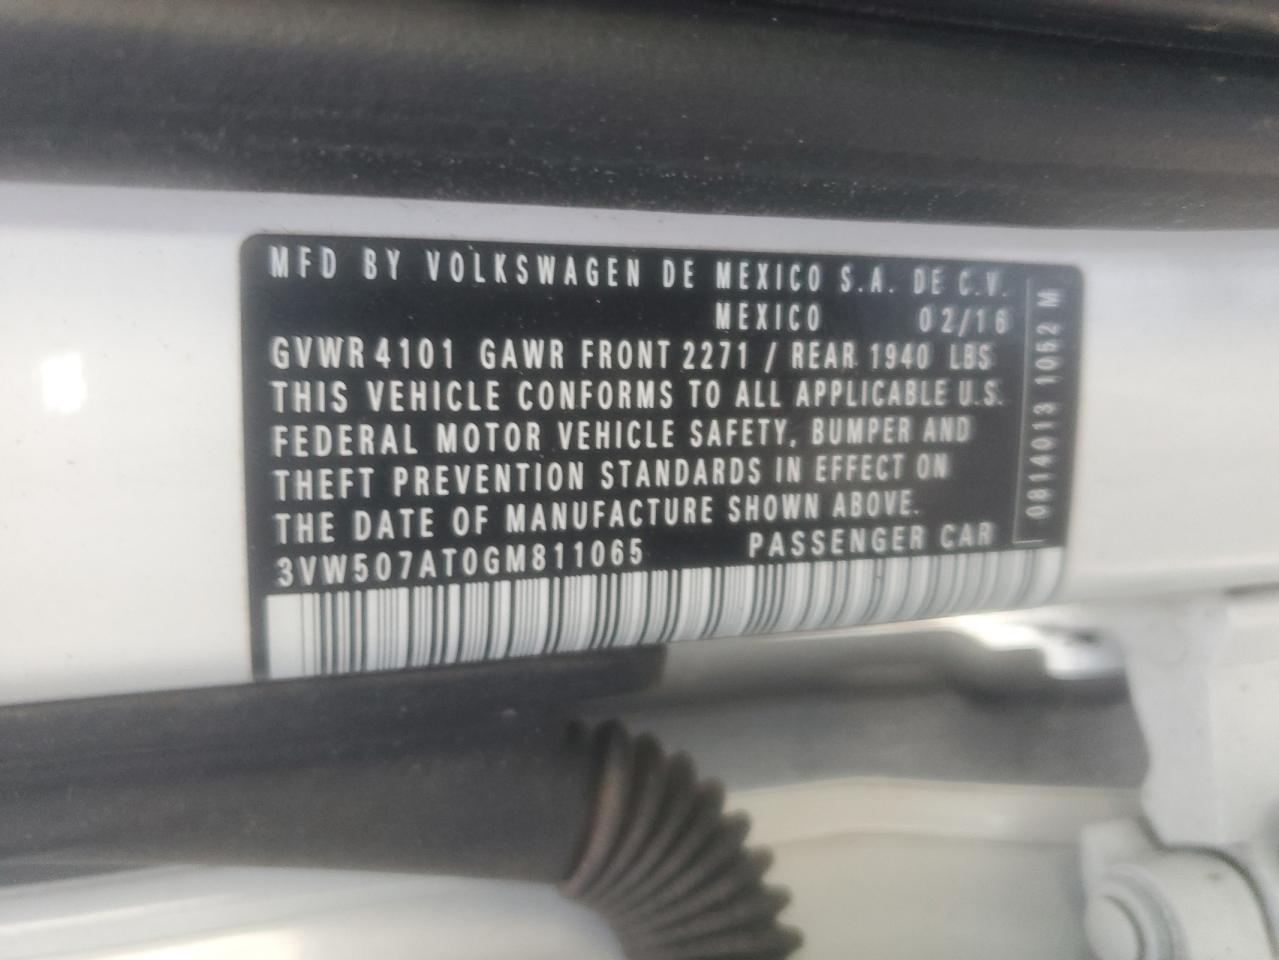 MFD BY VOLKSWAGEN DE MEXICO S.A. DE C.V.
MEXICO 02/16
GVWR 4101 GAWR FRONT 2271 / REAR 1940 LBS
THIS VEHICLE CONFORMS TO ALL APPLICABLE U.S.
FEDERAL MOTOR VEHICLE SAFETY, BUMPER AND
THEFT PREVENTION STANDARDS IN EFFECT ON
THE DATE OF MANUFACTURE SHOWN ABOVE.
3VW507AT0GM811065 PASSENGER CAR
0814013 1052 M